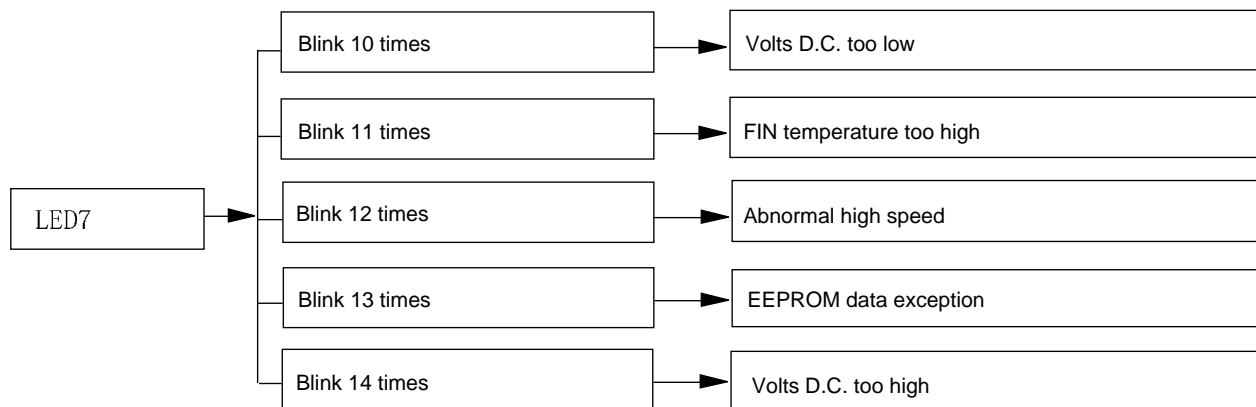 Blink 10 times
Volts D.C. too low
Blink 11 times
FIN temperature too high
LED7
Blink 12 times
Abnormal high speed
Blink 13 times
EEPROM data exception
Blink 14 times
Volts D.C. too high